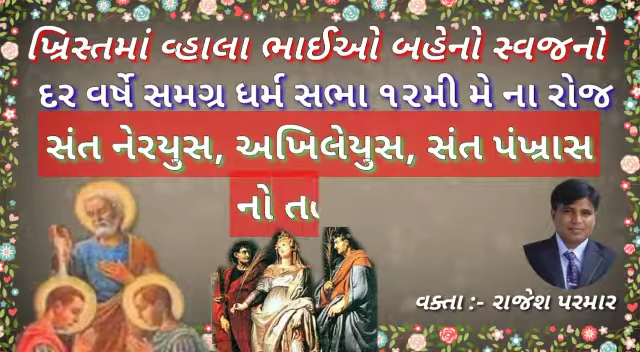 ખ્રિસ્તમાં વ્હાલા ભાઈઓ બહેનો સ્વજનો
દર વર્ષે સમગ્ર ધર્મ સભા ૧૨મી મે ના રોજ
સંત નેરયુસ, અખિલેયુસ, સંત પંખ્રાસ
નો
વક્તા :- રાજેશ પરમાર